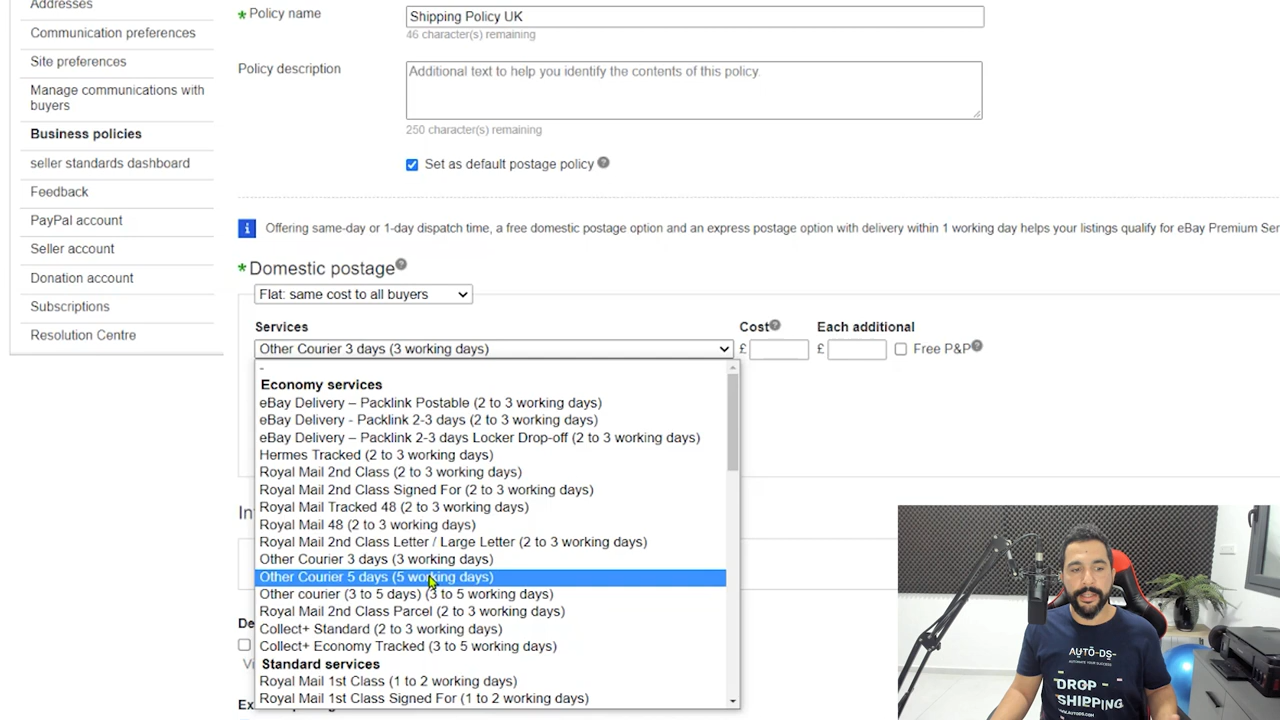 Addresses
Communication preferences
Site preferences
Manage communications with
buyers
Business policies
seller standards dashboard
Feedback
PayPal account
Seller account
Donation account
Subscriptions
Resolution Centre
* Policy name
Shipping Policy UK
46 character(s) remaining
Policy description
Additional text to help you identify the contents of this policy.
250 character(s) remaining
Set as default postage policy ?
i Offering same-day or 1-day dispatch time, a free domestic postage option and an express postage option with delivery within 1 working day helps your listings qualify for eBay Premium Ser
* Domestic postage ?
Flat: same cost to all buyers
Services Cost ? Each additional
Other Courier 3 days (3 working days) £ £ Free P&P ?
-
Economy services
eBay Delivery – Packlink Postable (2 to 3 working days)
eBay Delivery - Packlink 2-3 days (2 to 3 working days)
eBay Delivery – Packlink 2-3 days Locker Drop-off (2 to 3 working days)
Hermes Tracked (2 to 3 working days)
Royal Mail 2nd Class (2 to 3 working days)
Royal Mail 2nd Class Signed For (2 to 3 working days)
Royal Mail Tracked 48 (2 to 3 working days)
Royal Mail 48 (2 to 3 working days)
Royal Mail 2nd Class Letter / Large Letter (2 to 3 working days)
Other Courier 3 days (3 working days)
Other Courier 5 days (5 working days)
Other courier (3 to 5 days) (3 to 5 working days)
Royal Mail 2nd Class Parcel (2 to 3 working days)
Collect+ Standard (2 to 3 working days)
Collect+ Economy Tracked (3 to 5 working days)
Standard services
Royal Mail 1st Class (1 to 2 working days)
Royal Mail 1st Class Signed For (1 to 2 working days)
AUTO-DS
AUTOMATE YOUR SUCCESS
DROP
SHIPPING
WWW.AUTODS.COM